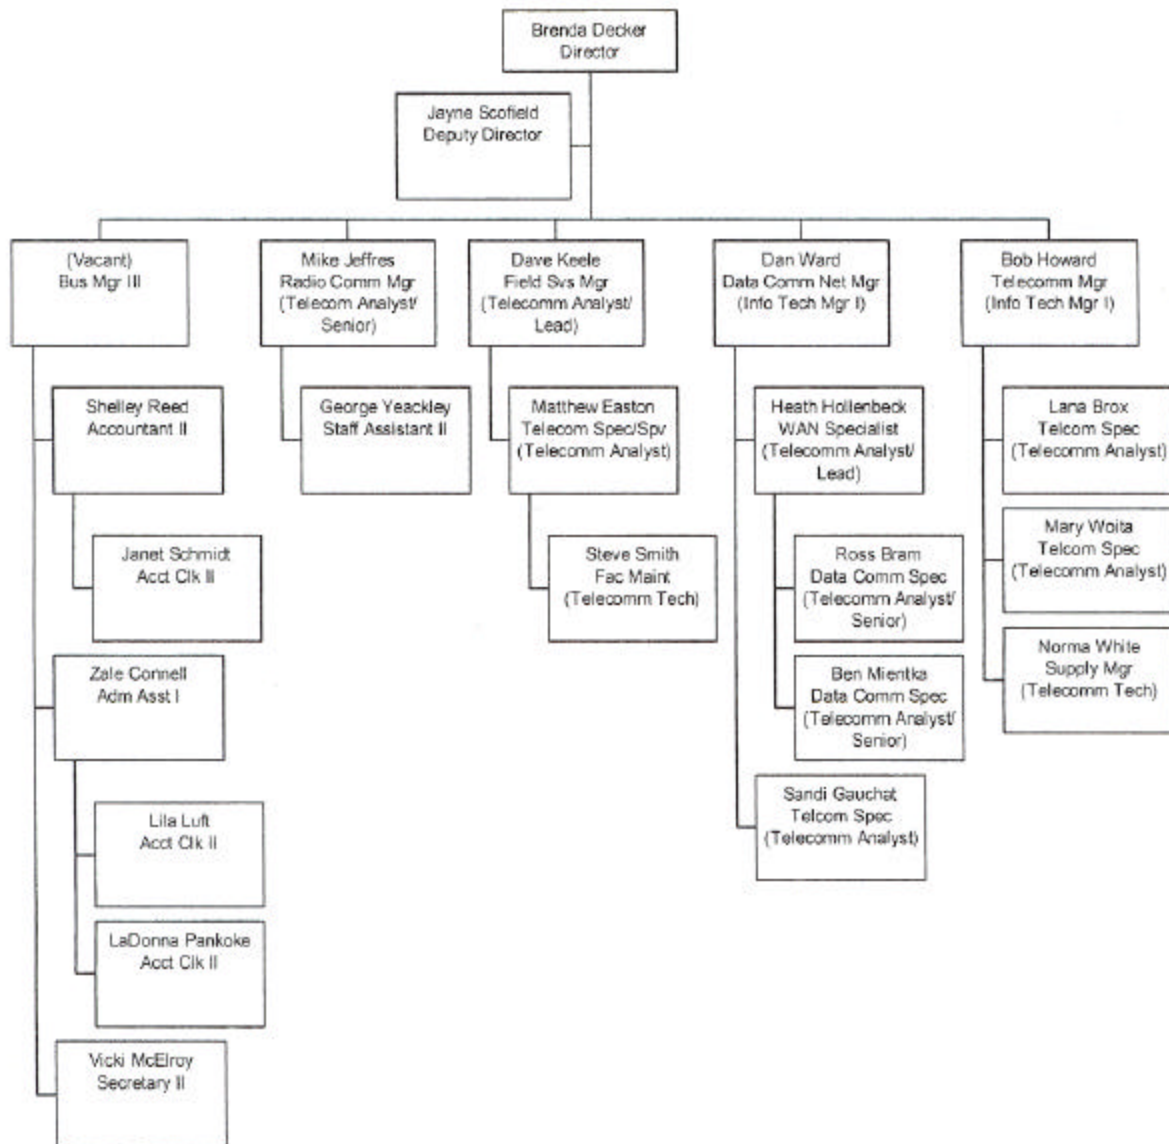 Brenda Decker
Director
Jayne Scofield
Deputy Director
(Vacant)
Bus Mgr III
Mike Jeffres
Radio Comm Mgr
(Telecom Analyst/
Senior)
Dave Keele
Field Svs Mgr
(Telecomm Analyst/
Lead)
Dan Ward
Data Comm Net Mgr
(Info Tech Mgr I)
Bob Howard
Telecomm Mgr
(Info Tech Mgr I)
Shelley Reed
Accountant II
George Yeackley
Staff Assistant II
Matthew Easton
Telecom Spec/Spv
(Telecomm Analyst)
Heath Hollenbeck
WAN Specialist
(Telecomm Analyst/
Lead)
Lana Brox
Telcom Spec
(Telecomm Analyst)
Janet Schmidt
Acct Clk II
Steve Smith
Fac Maint
(Telecomm Tech)
Ross Bram
Data Comm Spec
(Telecomm Analyst/
Senior)
Mary Woita
Telcom Spec
(Telecomm Analyst)
Zale Connell
Adm Asst I
Ben Mientka
Data Comm Spec
(Telecomm Analyst/
Senior)
Norma White
Supply Mgr
(Telecomm Tech)
Lila Luft
Acct Clk II
Sandi Gauchat
Telcom Spec
(Telecomm Analyst)
LaDonna Pankoke
Acct Clk II
Vicki McElroy
Secretary II